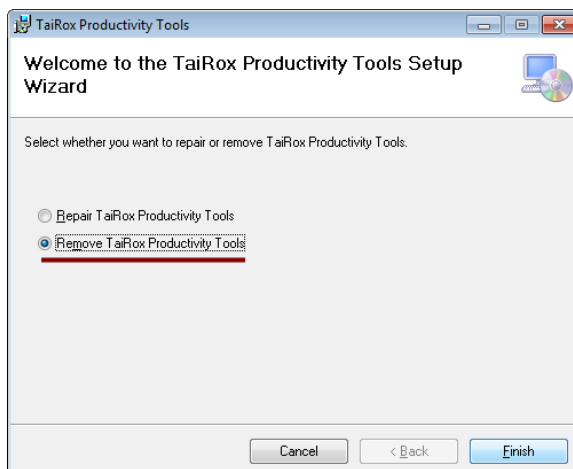 TaiRox Productivity Tools
Welcome to the TaiRox Productivity Tools Setup
Wizard
Select whether you want to repair or remove TaiRox Productivity Tools.
Repair TaiRox Productivity Tools
Remove TaiRox Productivity Tools
Cancel
< Back
Finish